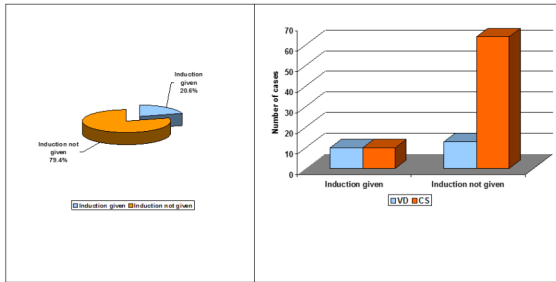 Induction
given
20.6%
Induction not
given
79.4%
Induction given Induction not given
Number of cases
70
60
50
40
30
20
10
0
Induction given Induction not given
VD CS